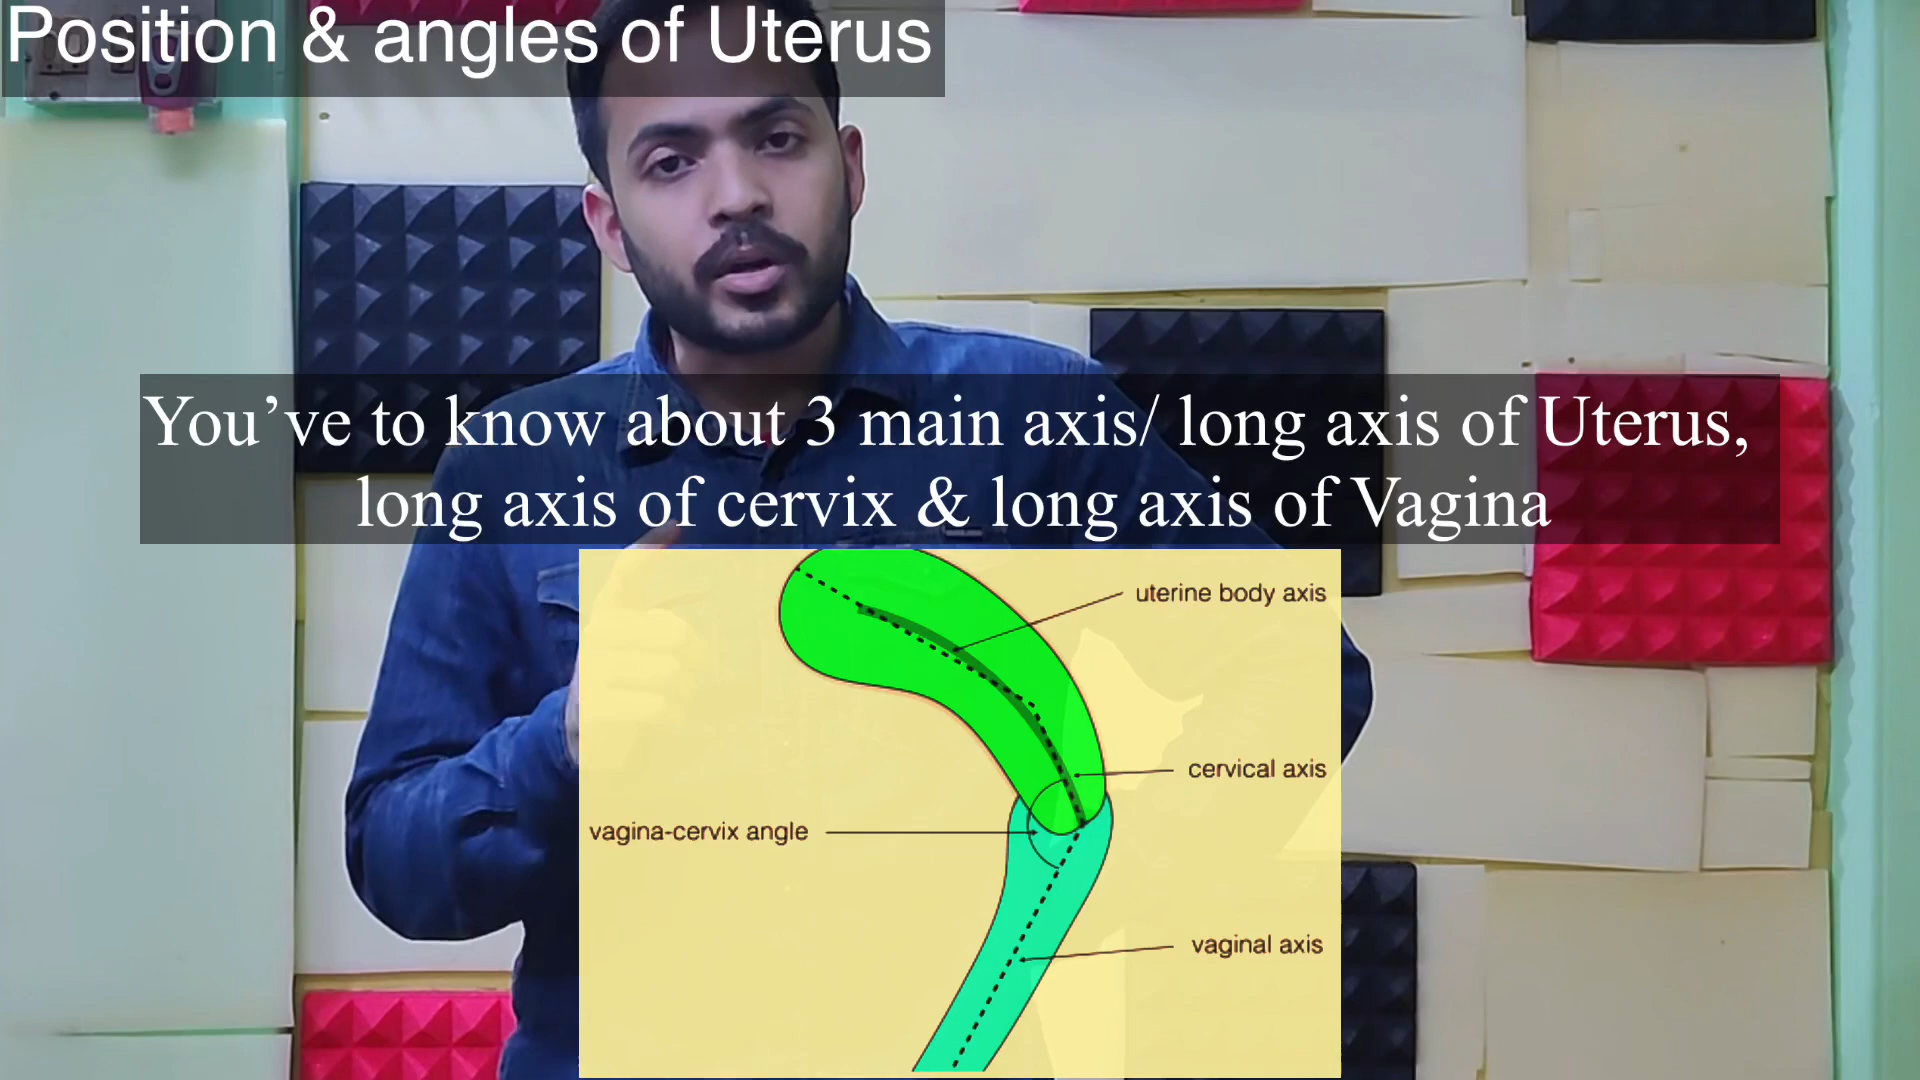 Position & angles of Uterus
You’ve to know about 3 main axis/ long axis of Uterus,
long axis of cervix & long axis of Vagina
uterine body axis
cervical axis
vagina-cervix angle
vaginal axis